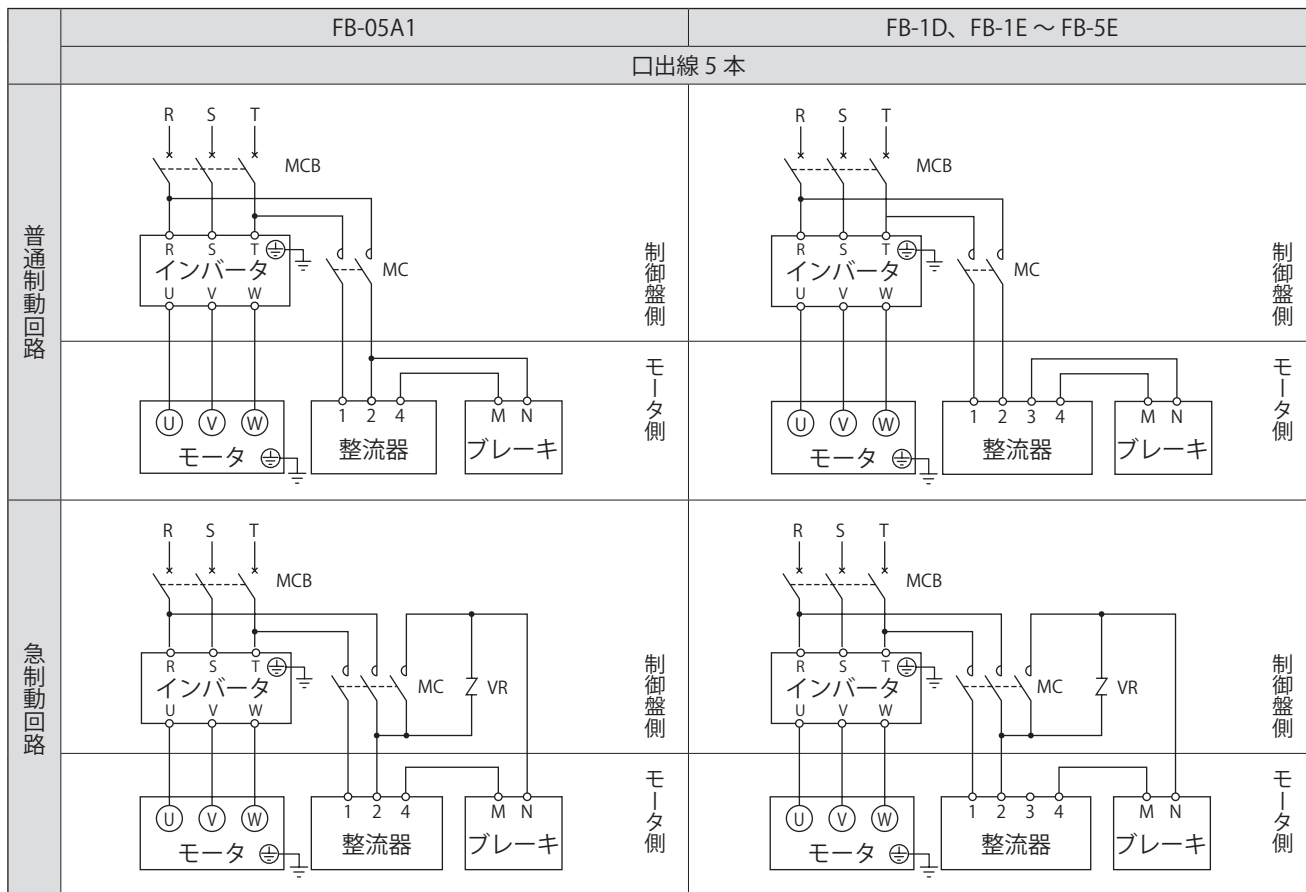 FB-05A1
FB-1D、FB-1E ～ FB-5E
口出線 5 本
普通制動回路
R S T
MCB
R S T
インバータ
U V W
MC
制御盤側
U V W
モータ
1 2 4
整流器
M N
ブレーキ
モータ側
R S T
MCB
R S T
インバータ
U V W
MC
制御盤側
U V W
モータ
1 2 3 4
整流器
M N
ブレーキ
モータ側
急制動回路
R S T
MCB
R S T
インバータ
U V W
MC
VR
制御盤側
U V W
モータ
1 2 4
整流器
M N
ブレーキ
モータ側
R S T
MCB
R S T
インバータ
U V W
MC
VR
制御盤側
U V W
モータ
1 2 3 4
整流器
M N
ブレーキ
モータ側